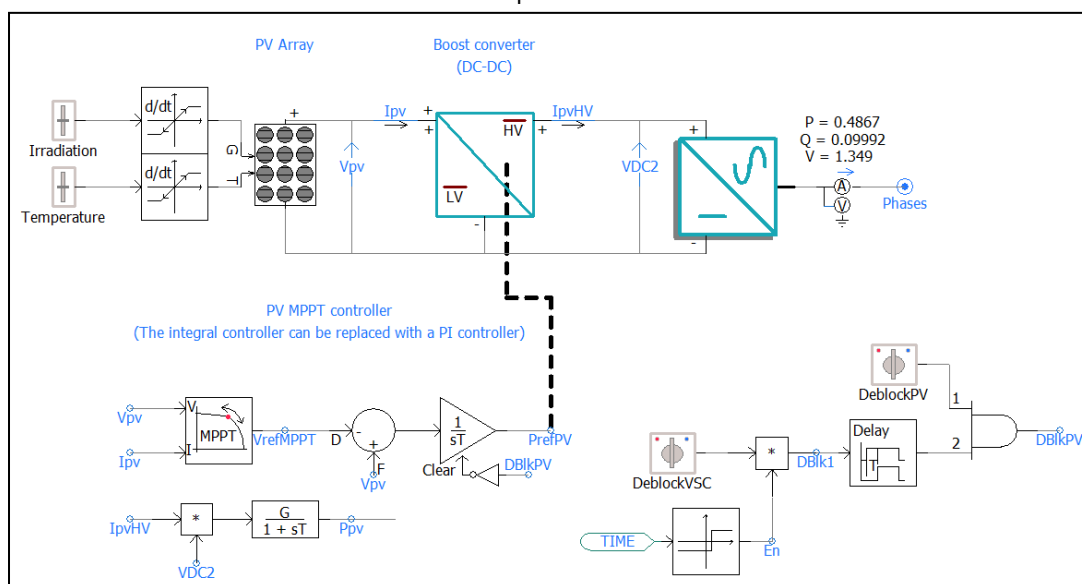 PV Array
Boost converter
(DC-DC)
d/dt
Irradiation
G
d/dt
T
Temperature
+
Ipv
Vpv
+
+
HV
LV
-
+
IpvHV
VDC2
+
-
P = 0.4867
Q = 0.09992
V = 1.349
A
V
Phases
PV MPPT controller
(The integral controller can be replaced with a PI controller)
Vpv
Ipv
V
I
MPPT
VrefMPPT
D
-
+
F
Vpv
1
sT
Clear
DBlkPV
PrefPV
IpvHV
*
VDC2
G
1 + sT
Ppv
DeblockPV
1
2
DBlkPV
Delay
T
DeblockVSC
*
DBlk1
TIME
En